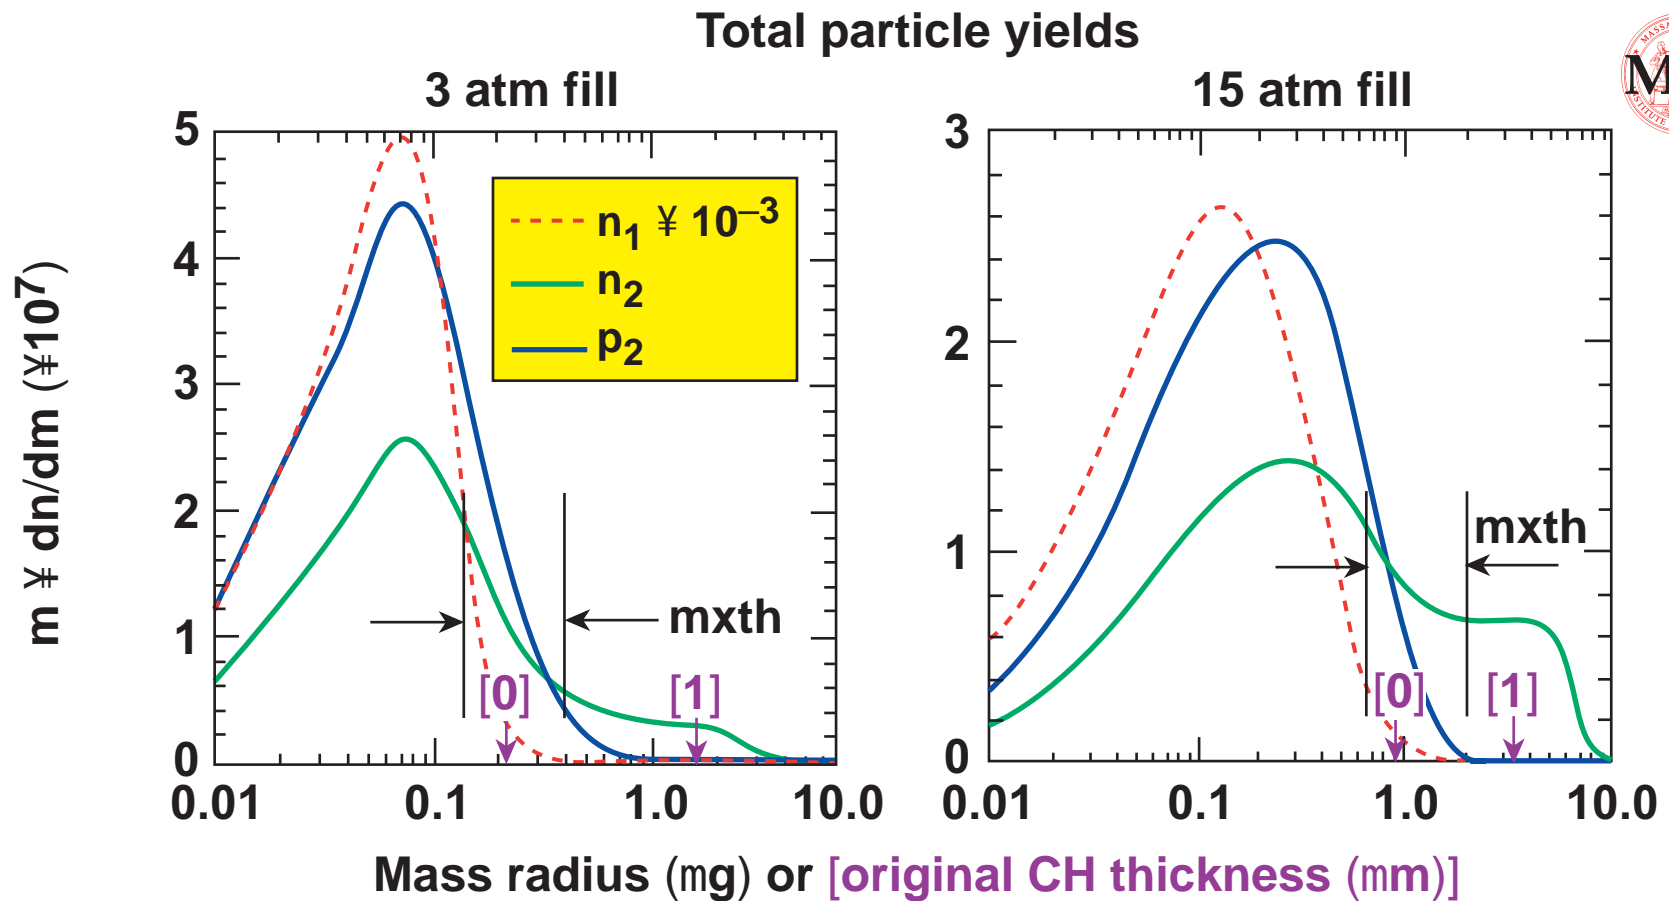 Total particle yields
3 atm fill
15 atm fill
m ¥ dn/dm (¥10⁷)
5
4
3
2
1
0
n₁ ¥ 10⁻³
n₂
p₂
mxth
[0]
[1]
0.01
0.1
1.0
10.0
3
2
1
0
mxth
[0]
[1]
0.01
0.1
1.0
10.0
Mass radius (mg) or [original CH thickness (mm)]
M